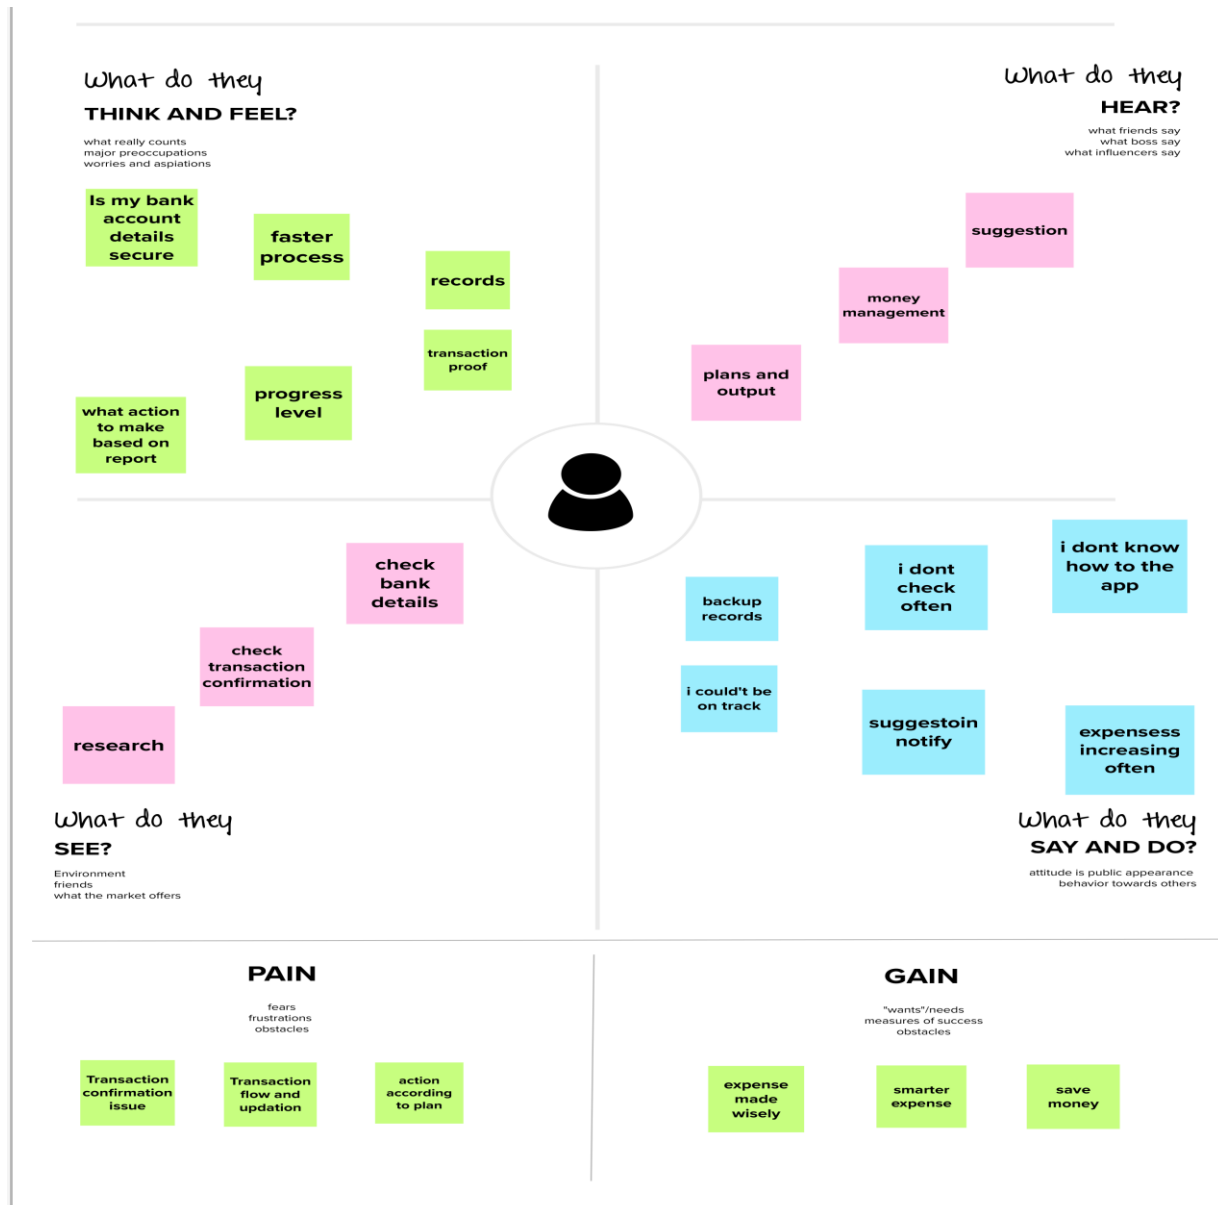 What do they
THINK AND FEEL?
what really counts
major preoccupations
worries and aspiations
Is my bank
account
details
secure
faster
process
records
transaction
proof
progress
level
what action
to make
based on
report
What do they
HEAR?
what friends say
what boss say
what influencers say
suggestion
money
management
plans and
output
check
bank
details
check
transaction
confirmation
research
What do they
SEE?
Environment
friends
what the market offers
backup
records
i dont
check
often
i dont know
how to the
app
i could't be
on track
suggestoin
notify
expensess
increasing
often
What do they
SAY AND DO?
attitude is public appearance
behavior towards others
PAIN
fears
frustrations
obstacles
Transaction
confirmation
issue
Transaction
flow and
updation
action
according
to plan
GAIN
"wants"/needs
measures of success
obstacles
expense
made
wisely
smarter
expense
save
money